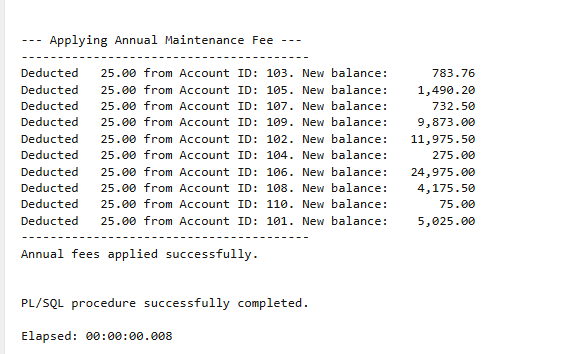 --- Applying Annual Maintenance Fee ---
----------------------------------------
Deducted   25.00 from Account ID: 103. New balance:      783.76
Deducted   25.00 from Account ID: 105. New balance:    1,490.20
Deducted   25.00 from Account ID: 107. New balance:      732.50
Deducted   25.00 from Account ID: 109. New balance:    9,873.00
Deducted   25.00 from Account ID: 102. New balance:   11,975.50
Deducted   25.00 from Account ID: 104. New balance:      275.00
Deducted   25.00 from Account ID: 106. New balance:   24,975.00
Deducted   25.00 from Account ID: 108. New balance:    4,175.50
Deducted   25.00 from Account ID: 110. New balance:       75.00
Deducted   25.00 from Account ID: 101. New balance:    5,025.00
----------------------------------------
Annual fees applied successfully.
PL/SQL procedure successfully completed.
Elapsed: 00:00:00.008